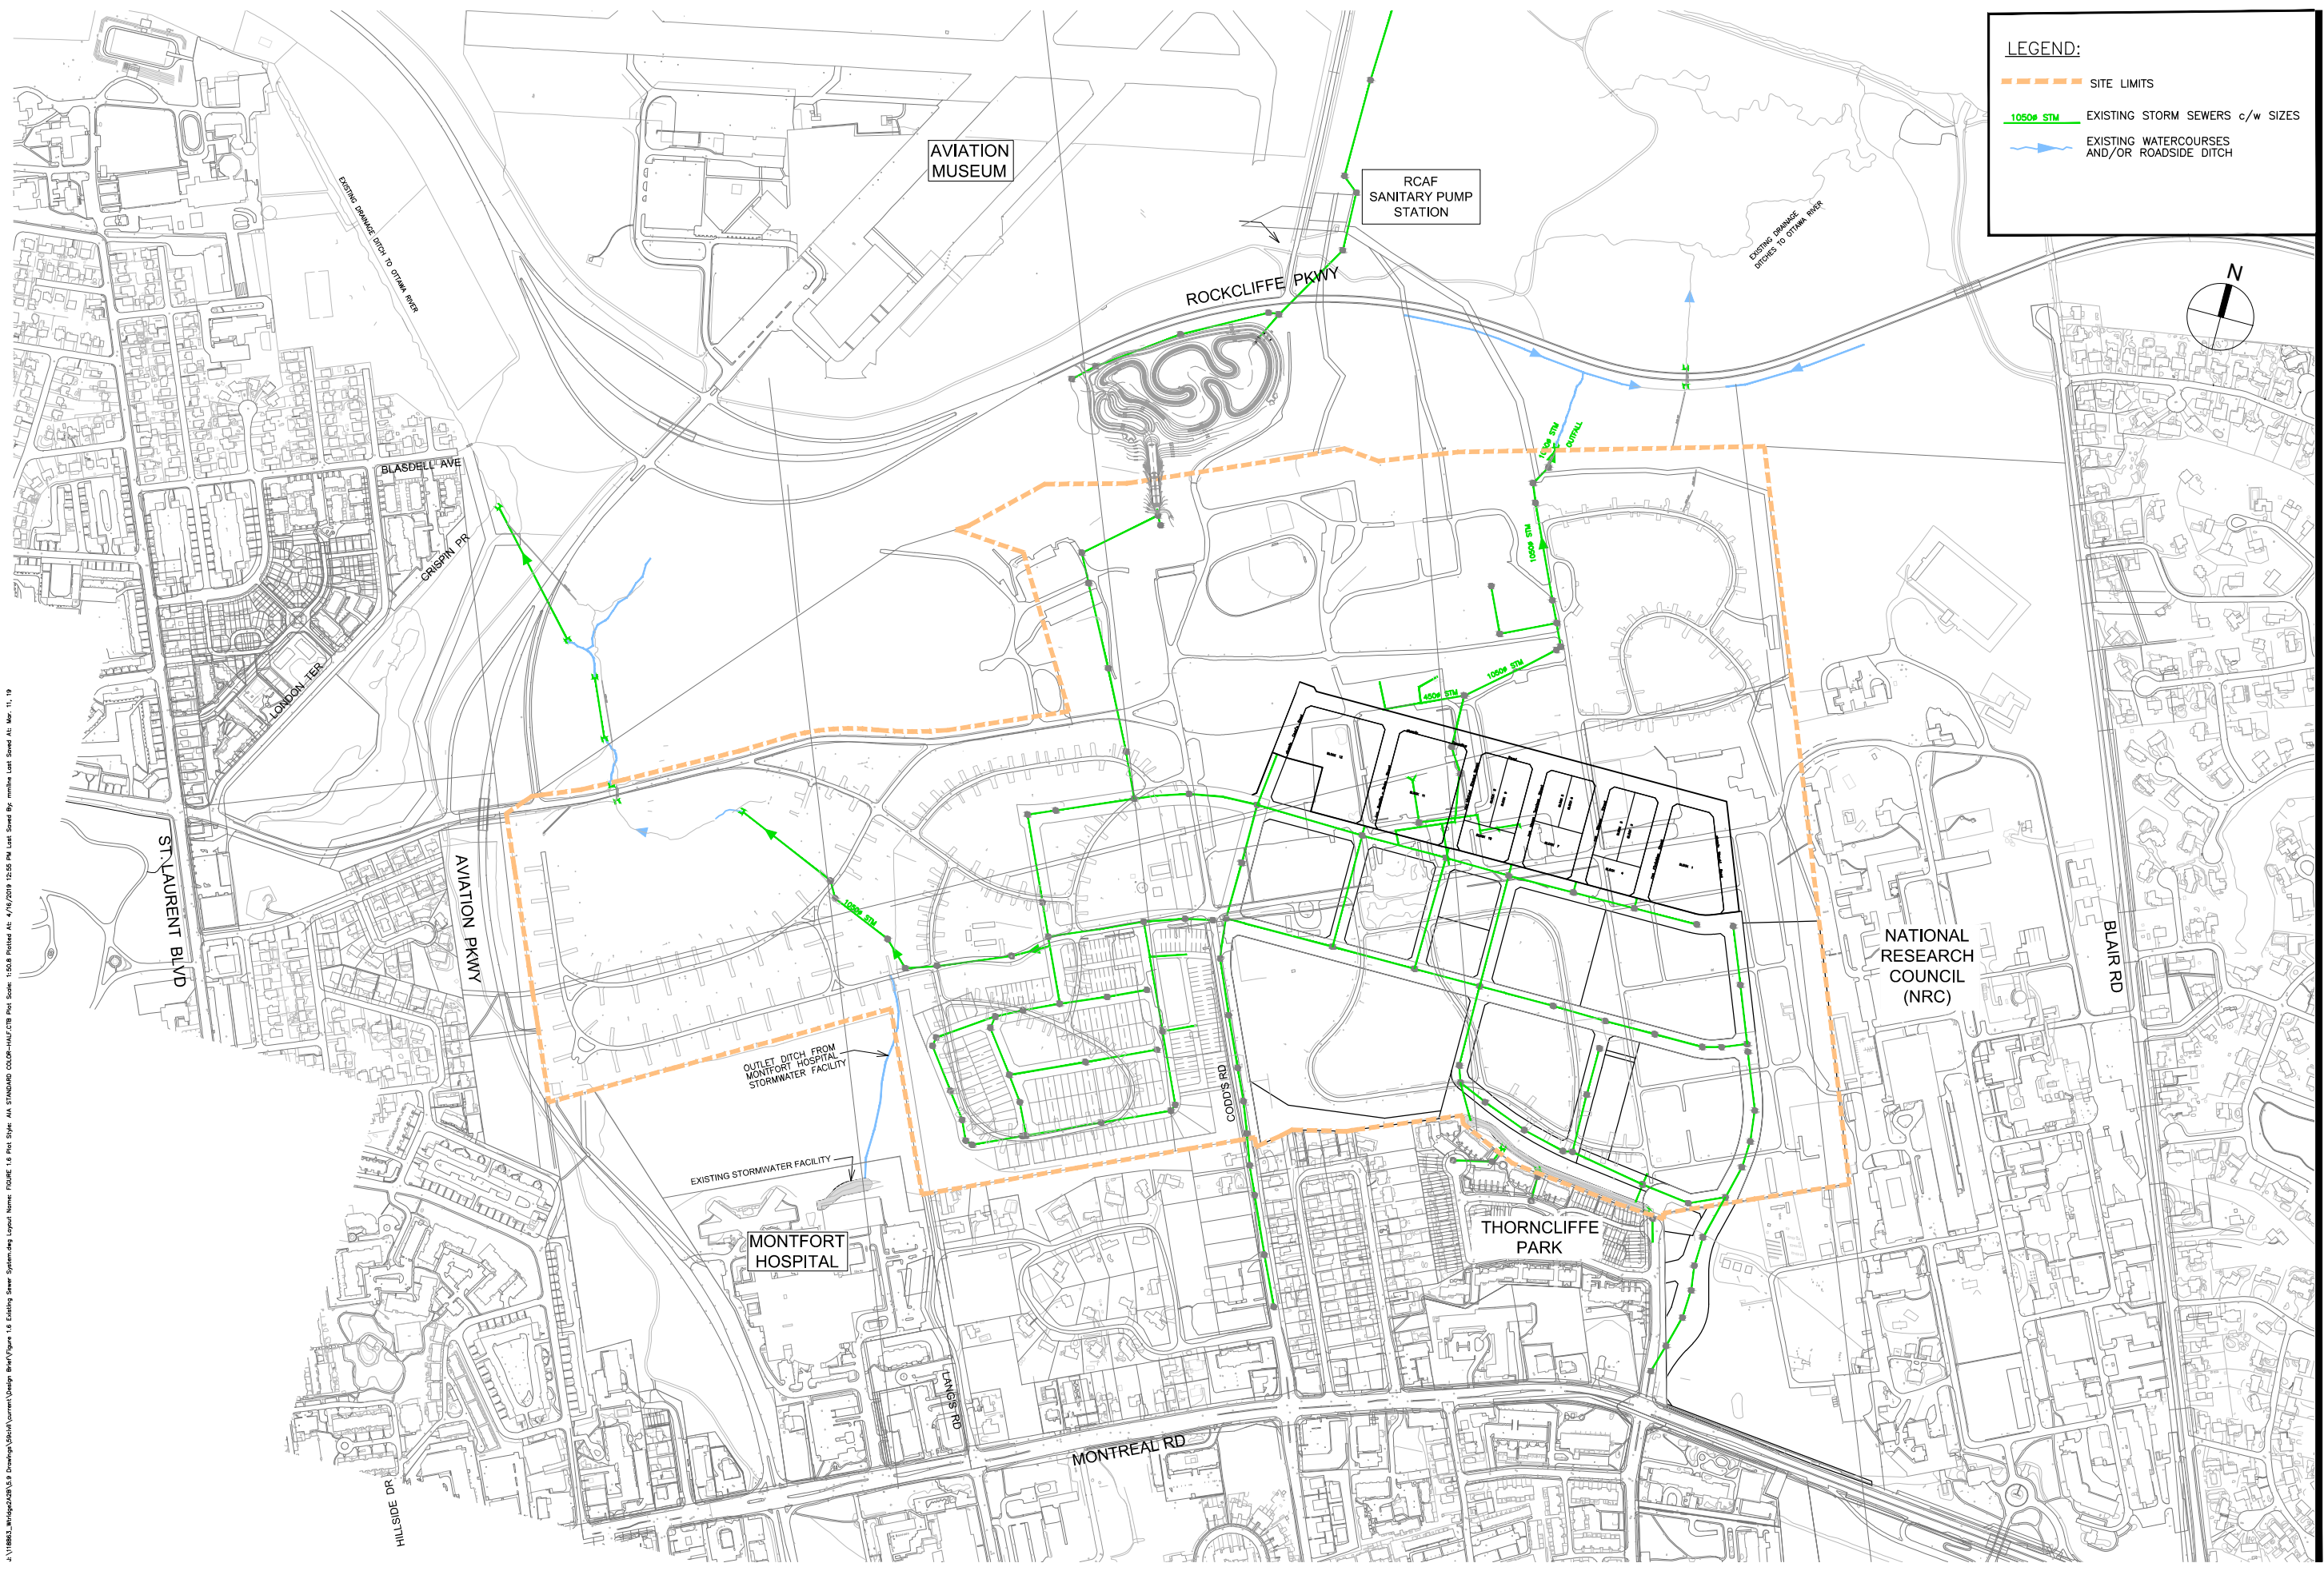 LEGEND:
SITE LIMITS
1050ø STM
EXISTING STORM SEWERS c/w SIZES
EXISTING WATERCOURSES
AND/OR ROADSIDE DITCH
N
AVIATION
MUSEUM
RCAF
SANITARY PUMP
STATION
EXISTING DRAINAGE DITCH TO OTTAWA RIVER
EXISTING DRAINAGE
DITCHES TO OTTAWA RIVER
ROCKCLIFFE PKWY
BLASDELL AVE
CRISPIN PR
LONDON TER
OUTFALL
1050ø STM
1050ø STM
450ø STM
1050ø STM
ST. LAURENT BLVD
AVIATION PKWY
NATIONAL
RESEARCH
COUNCIL
(NRC)
BLAIR RD
OUTLET DITCH FROM
MONTFORT HOSPITAL
STORMWATER FACILITY
CODD'S RD
EXISTING STORMWATER FACILITY
MONTFORT
HOSPITAL
THORNCLIFFE
PARK
LANG'S RD
MONTREAL RD
HILLSIDE DR